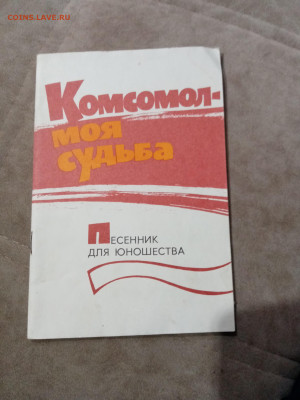 COINS.LAVE.RU
Комсомол-
моя
судьба
Песенник
для юношества